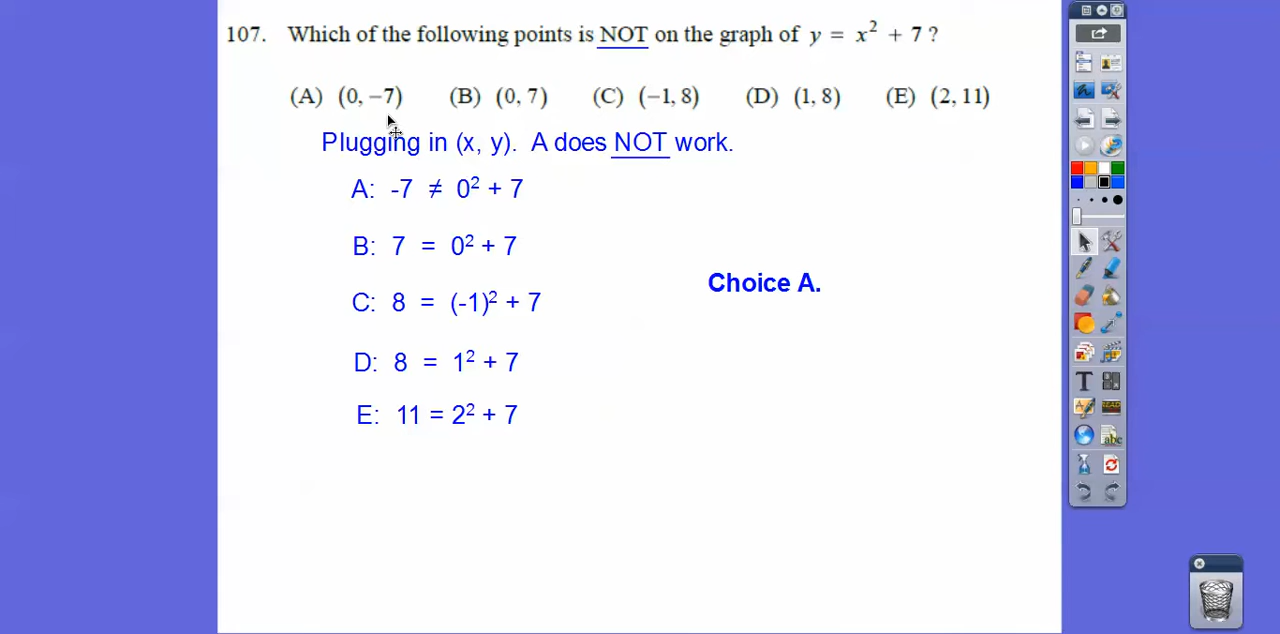 107. Which of the following points is NOT on the graph of y = x² + 7 ?
(A) (0, −7) (B) (0, 7) (C) (−1, 8) (D) (1, 8) (E) (2, 11)
Plugging in (x, y). A does NOT work.
A: -7 ≠ 0² + 7
B: 7 = 0² + 7
Choice A.
C: 8 = (-1)² + 7
D: 8 = 1² + 7
E: 11 = 2² + 7